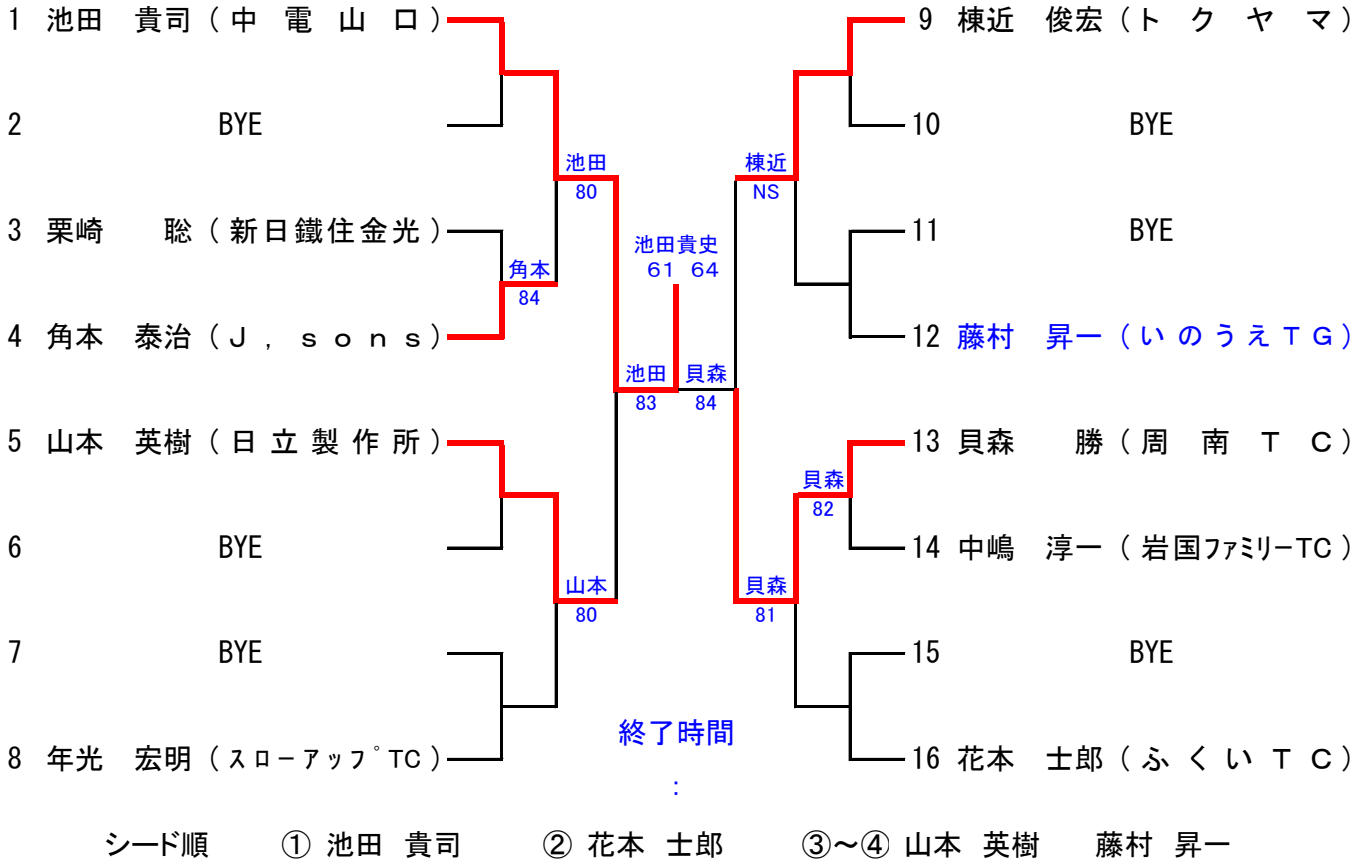 1 池田 貴司 (中電山口)
9 棟近 俊宏 (トクヤマ)
2 BYE
10 BYE
池田
80
棟近
NS
3 栗崎 聡 (新日鐵住金光)
11 BYE
池田貴史
61 64
角本
84
4 角本 泰治 (J, sons)
12 藤村 昇一 (いのうえTG)
池田
83
貝森
84
5 山本 英樹 (日立製作所)
13 貝森 勝 (周南TC)
貝森
82
6 BYE
14 中嶋 淳一 (岩国ファミリーTC)
山本
80
貝森
81
7 BYE
15 BYE
終了時間
:
8 年光 宏明 (スローアップTC)
16 花本 士郎 (ふくいTC)
シード順 ① 池田 貴司 ② 花本 士郎 ③～④ 山本 英樹 藤村 昇一